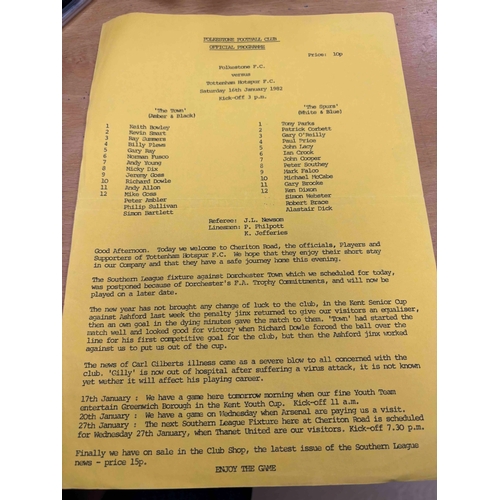 FOLKESTONE FOOTBALL CLUB
OFFICIAL PROGRAMME
Price: 10p
Folkestone F.C.
versus
Tottenham Hotspur F.C.
Saturday 16th January 1982
Kick-Off 3 p.m.
'The Town'
(Amber & Black)
'The Spurs'
(White & Blue)
1 Keith Bowley
2 Kevin Smart
3 Ray Summers
4 Billy Plews
5 Gary Ray
6 Norman Fusco
7 Andy Young
8 Nicky Dix
9 Jeremy Goss
10 Richard Dowle
11 Andy Allon
12 Mike Coss
Peter Ambler
Philip Sullivan
Simon Bartlett
1 Tony Parks
2 Patrick Corbett
3 Gary O'Reilly
4 Paul Price
5 John Lacy
6 Ian Crook
7 John Cooper
8 Peter Southey
9 Mark Falco
10 Michael McCabe
11 Gary Brooke
12 Ken Dixon
Simon Webster
Robert Brace
Alastair Dick
Referee: J.L. Newson
Linesmen: P. Philpott
K. Jefferies
Good Afternoon. Today we welcome to Cheriton Road, the officials, Players and
Supporters of Tottenham Hotspur F.C. We hope that they enjoy their short stay
in our Company and that they have a safe journey home this evening.
The Southern League fixture against Dorchester Town which we scheduled for today,
was postponed because of Dorchester's F.A. Trophy Commitments, and will now be
played on a later date.
The new year has not brought any change of luck to the club, in the Kent Senior Cup
against Ashford last week the penalty jinx returned to give our visitors an equaliser,
then an own goal in the dying minutes gave the match to them. 'Town' had started the
match well and looked good for victory when Richard Dowle forced the ball over the
line for his first competitive goal for the club, but then the Ashford jinx worked
against us to put us out of the cup.
The news of Carl Gilberts illness came as a severe blow to all concerned with the
club. 'Gilly' is now out of hospital after suffering a virus attack, it is not known
yet wether it will affect his playing career.
17th January : We have a game here tomorrow morning when our fine Youth Team
entertain Greenwich Borough in the Kent Youth Cup. Kick-off 11 a.m.
20th January : We have a game on Wednesday when Arsenal are paying us a visit.
27th January : The next Southern League Fixture here at Cheriton Road is scheduled
for Wednesday 27th January, when Thanet United are our visitors. Kick-off 7.30 p.m.
Finally we have on sale in the Club Shop, the latest issue of the Southern League
news - price 15p.
ENJOY THE GAME